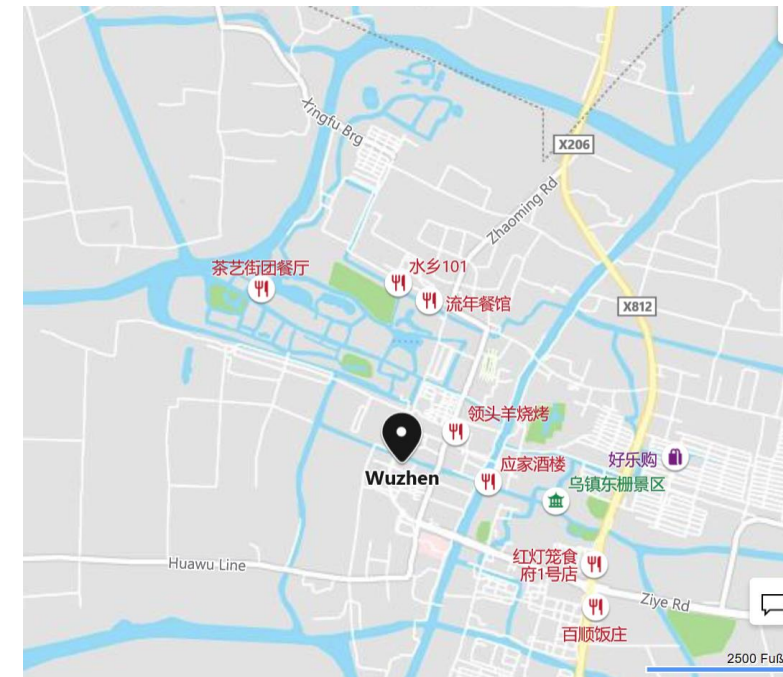 Xingfu Brg
X206
Zhaoming Rd
茶艺街团餐厅
水乡101
流年餐馆
X812
领头羊烧烤
好乐购
应家酒楼
Wuzhen
乌镇东栅景区
红灯笼食
府1号店
Huawu Line
Ziye Rd
百顺饭庄
2500 Fuß